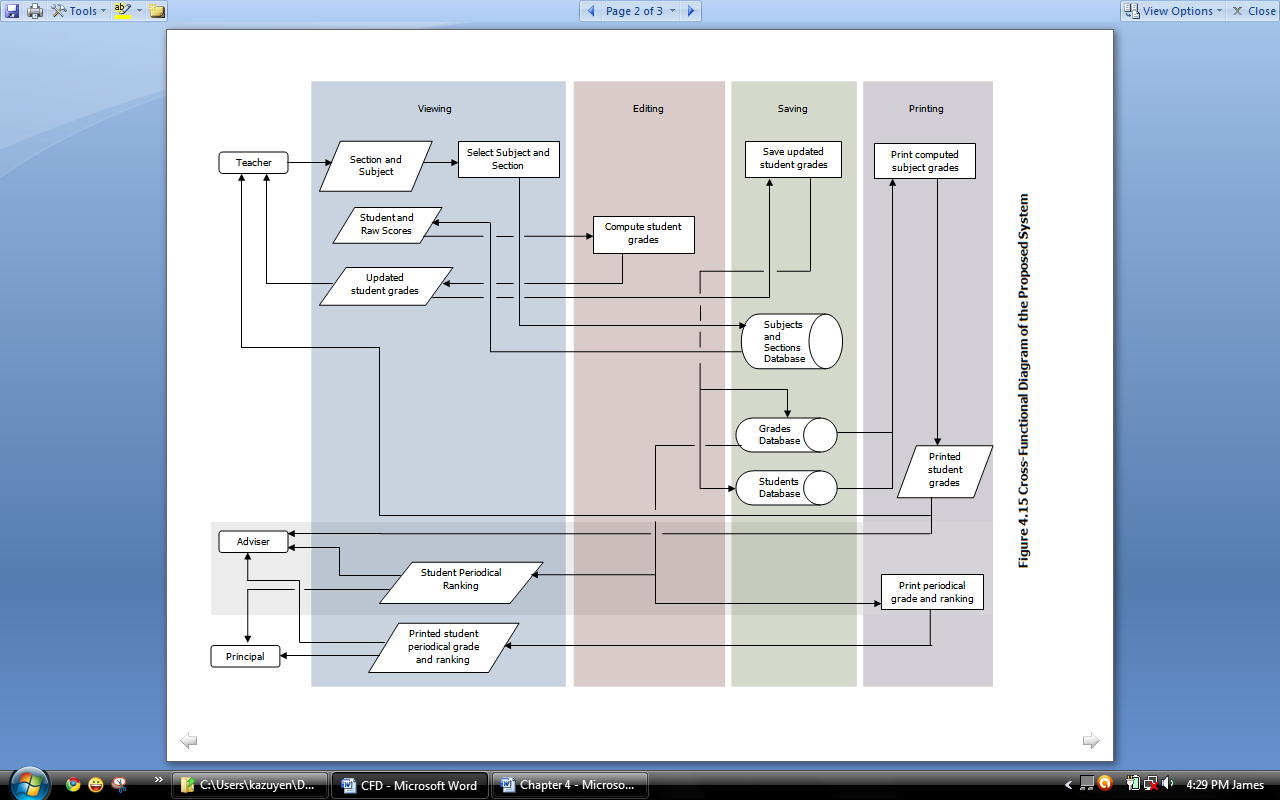 Tools
Page 2 of 3
View Options
Close
Viewing
Editing
Saving
Printing
Teacher
Section and
Subject
Select Subject and
Section
Save updated
student grades
Print computed
subject grades
Student and
Raw Scores
Compute student
grades
Updated
student grades
Subjects
and
Sections
Database
Grades
Database
Students
Database
Printed
student
grades
Adviser
Student Periodical
Ranking
Print periodical
grade and ranking
Printed student
periodical grade
and ranking
Principal
Figure 4.15 Cross-Functional Diagram of the Proposed System
C:\Users\kazuyen\D...
CFD - Microsoft Word
Chapter 4 - Microso...
4:29 PM James